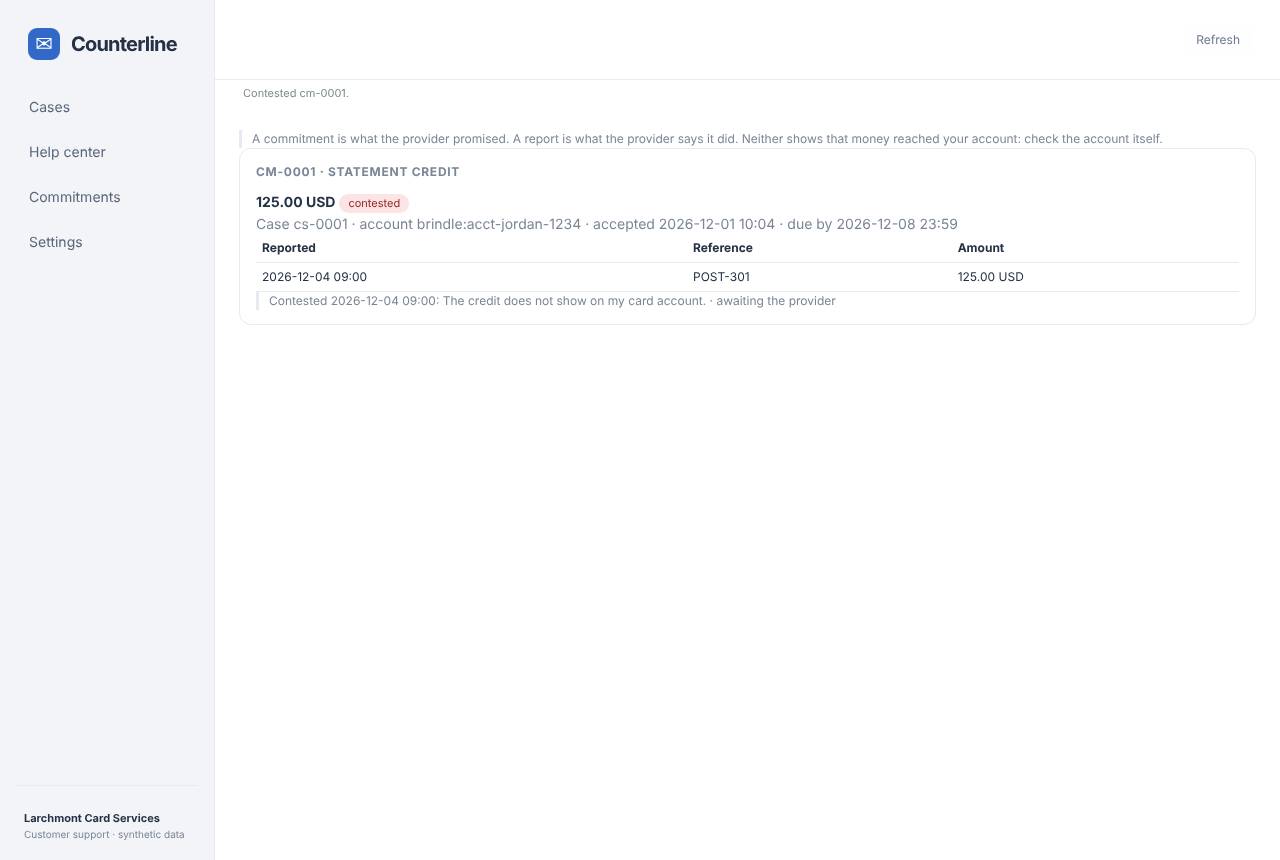 Counterline
Refresh
Cases
Help center
Commitments
Settings
Contested cm-0001.
A commitment is what the provider promised. A report is what the provider says it did. Neither shows that money reached your account: check the account itself.
CM-0001 · STATEMENT CREDIT
125.00 USD contested
Case cs-0001 · account brindle:acct-jordan-1234 · accepted 2026-12-01 10:04 · due by 2026-12-08 23:59
Reported Reference Amount
2026-12-04 09:00 POST-301 125.00 USD
Contested 2026-12-04 09:00: The credit does not show on my card account. · awaiting the provider
Larchmont Card Services
Customer support · synthetic data